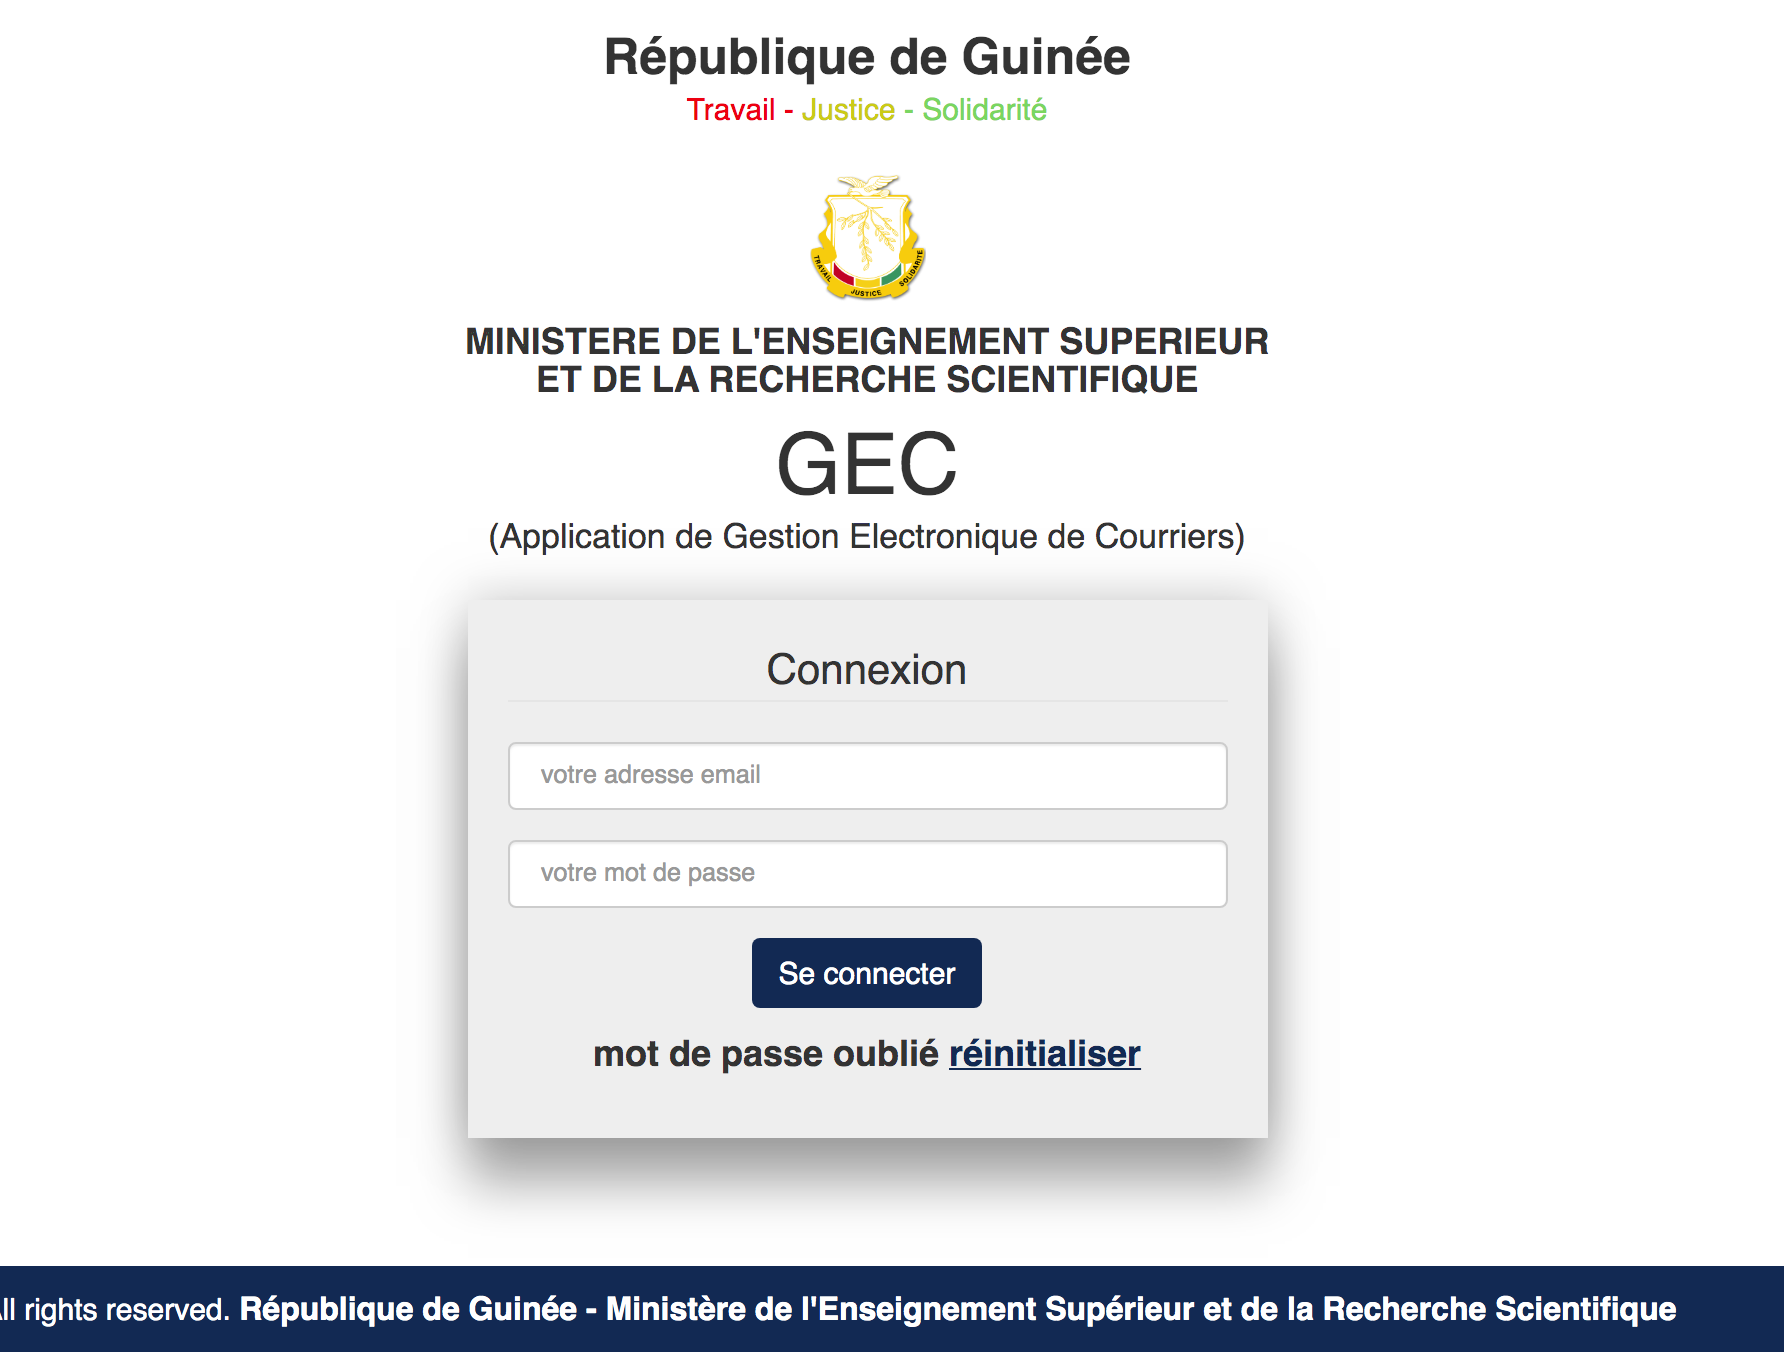 République de Guinée
Travail - Justice - Solidarité
TRAVAIL JUSTICE SOLIDARITE
MINISTERE DE L'ENSEIGNEMENT SUPERIEUR
ET DE LA RECHERCHE SCIENTIFIQUE
GEC
(Application de Gestion Electronique de Courriers)
Connexion
votre adresse email
votre mot de passe
Se connecter
mot de passe oublié réinitialiser
ll rights reserved. République de Guinée - Ministère de l'Enseignement Supérieur et de la Recherche Scientifique